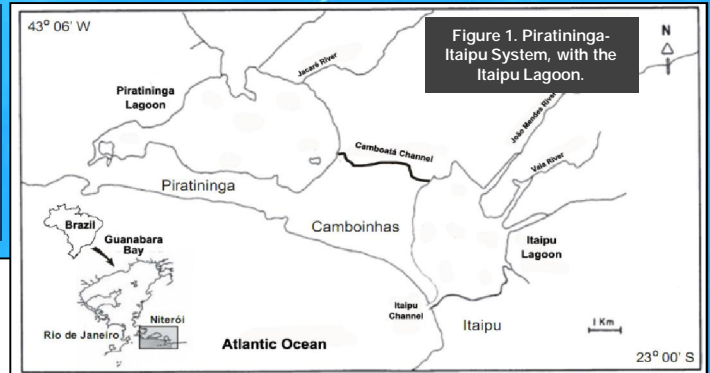 43° 06' W
Figure 1. Piratininga-
Itaipu System, with the
Itaipu Lagoon.
N
Jacaré River
Piratininga
Lagoon
João Mendes River
Camboatá Channel
Vala River
Piratininga
Camboinhas
Brazil
Guanabara
Bay
Itaipu
Lagoon
Itaipu
Channel
Itaipu
1 Km
Niterói
Rio de Janeiro
Atlantic Ocean
23° 00' S